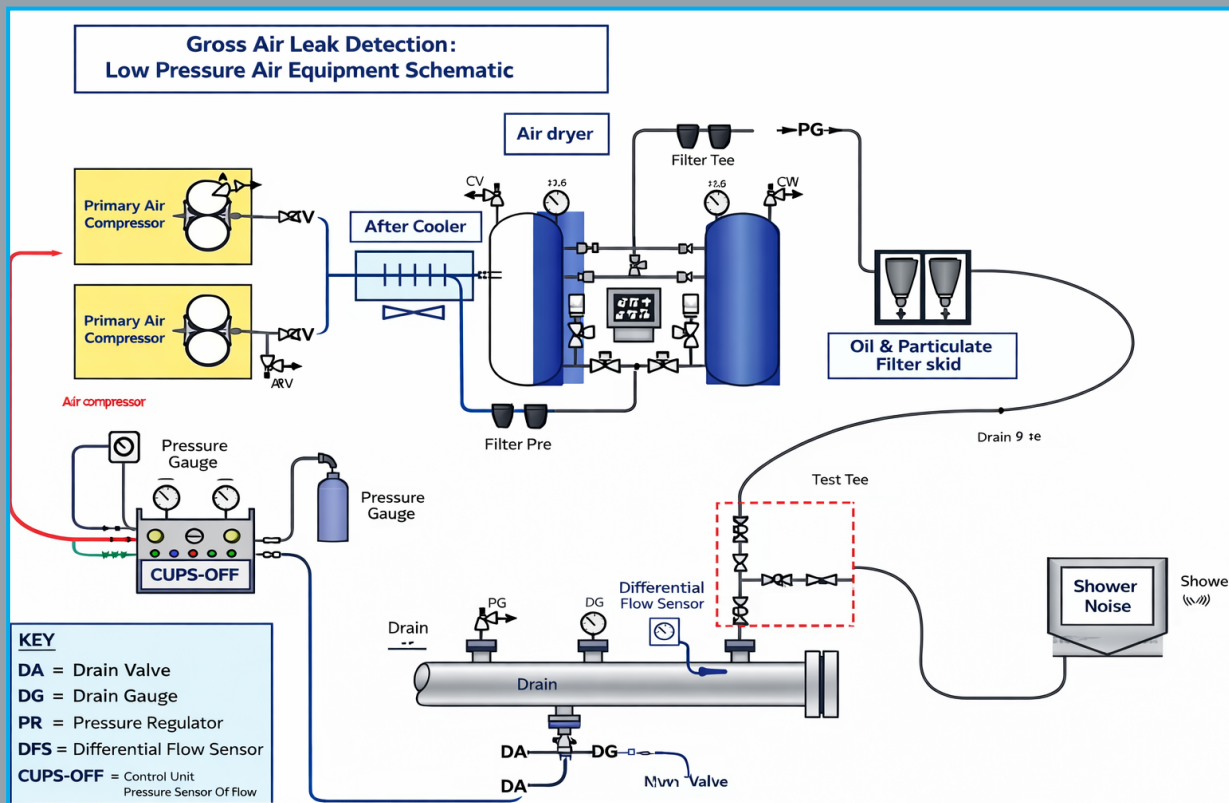 Gross Air Leak Detection:
Low Pressure Air Equipment Schematic
Air dryer
Filter Tee
PG
Primary Air
Compressor
After Cooler
CV
CW
Primary Air
Compressor
ARV
Air compressor
Filter Pre
Oil & Particulate
Filter skid
Drain
Test Tee
Pressure
Gauge
Pressure
Gauge
CUPS-OFF
Differential
Flow Sensor
PG
DG
Drain
Drain
Shower
Noise
Showe
DA
DG
Valve
DA
KEY
DA = Drain Valve
DG = Drain Gauge
PR = Pressure Regulator
DFS = Differential Flow Sensor
CUPS-OFF = Control Unit
Pressure Sensor Of Flow